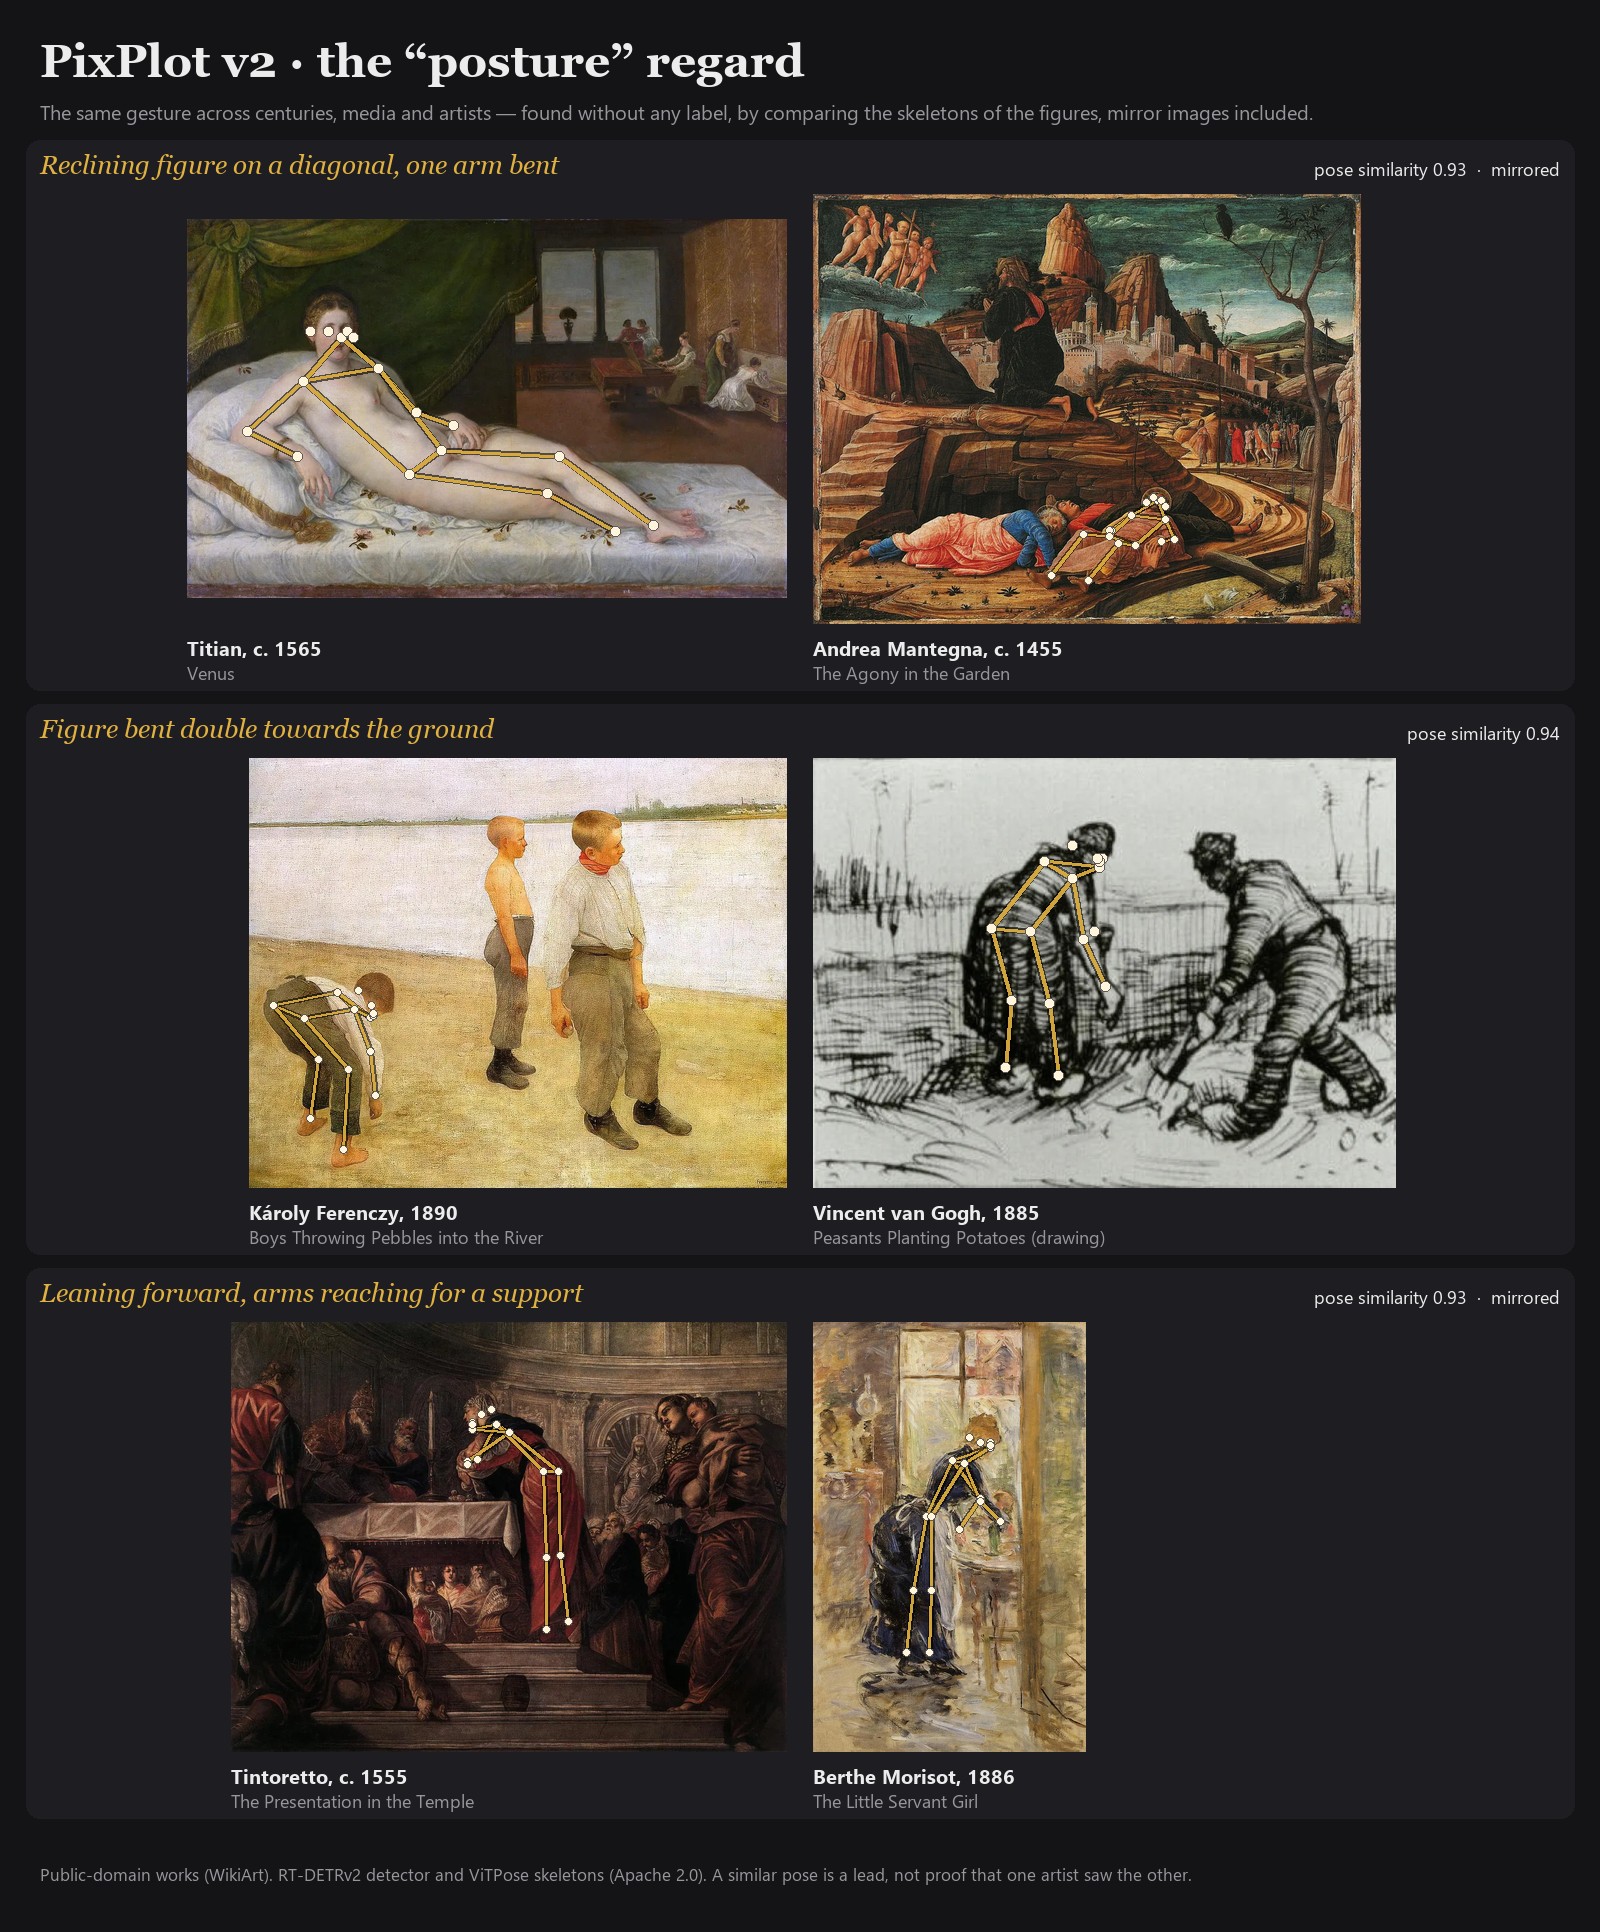 PixPlot v2 · the “posture” regard
The same gesture across centuries, media and artists — found without any label, by comparing the skeletons of the figures, mirror images included.
Reclining figure on a diagonal, one arm bent
pose similarity 0.93 · mirrored
Titian, c. 1565
Venus
Andrea Mantegna, c. 1455
The Agony in the Garden
Figure bent double towards the ground
pose similarity 0.94
Károly Ferenczy, 1890
Boys Throwing Pebbles into the River
Vincent van Gogh, 1885
Peasants Planting Potatoes (drawing)
Leaning forward, arms reaching for a support
pose similarity 0.93 · mirrored
Tintoretto, c. 1555
The Presentation in the Temple
Berthe Morisot, 1886
The Little Servant Girl
Public-domain works (WikiArt). RT-DETRv2 detector and ViTPose skeletons (Apache 2.0). A similar pose is a lead, not proof that one artist saw the other.